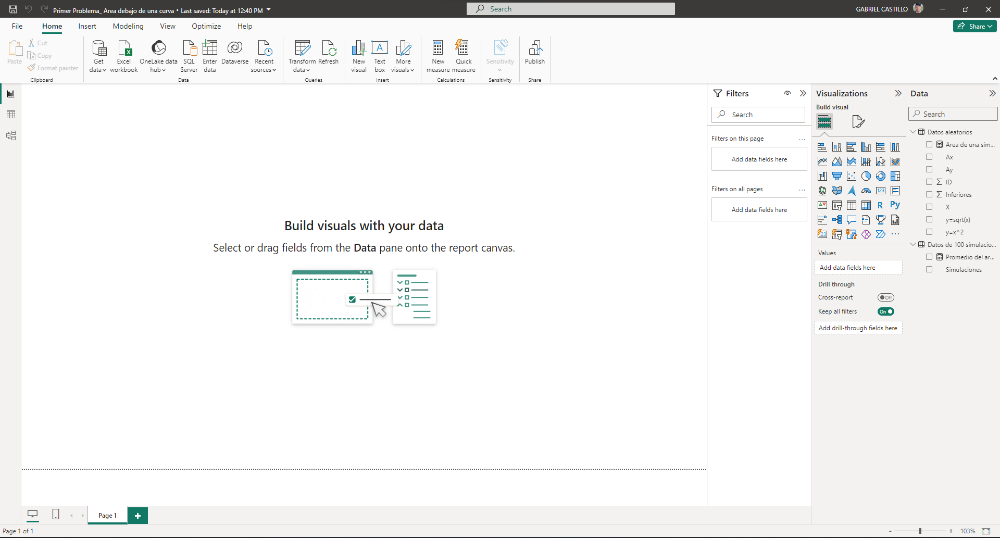 Primer Problema_ Area debajo de una curva • Last saved: Today at 12:40 PM
Search
GABRIEL CASTILLO
File
Home
Insert
Modeling
View
Optimize
Help
Share
Paste
Cut
Copy
Format painter
Clipboard
Get data
Excel workbook
OneLake data hub
SQL Server
Enter data
Dataverse
Recent sources
Data
Transform data
Refresh
Queries
New visual
Text box
More visuals
Insert
New measure
Quick measure
Calculations
Sensitivity
Sensitivity
Publish
Share
Build visuals with your data
Select or drag fields from the Data pane onto the report canvas.
Filters
Search
Filters on this page
...
Add data fields here
Filters on all pages
...
Add data fields here
Visualizations
Build visual
123
R
Py
123
...
Values
Add data fields here
Drill through
Cross-report
Off
Keep all filters
On
Add drill-through fields here
Data
Search
Datos aleatorios
Area de una sim...
Ax
Ay
∑ ID
∑ Inferiores
X
y=sqrt(x)
y=x^2
Datos de 100 simulacio...
Promedio del ar...
Simulaciones
Page 1
+
Page 1 of 1
-
+
103%